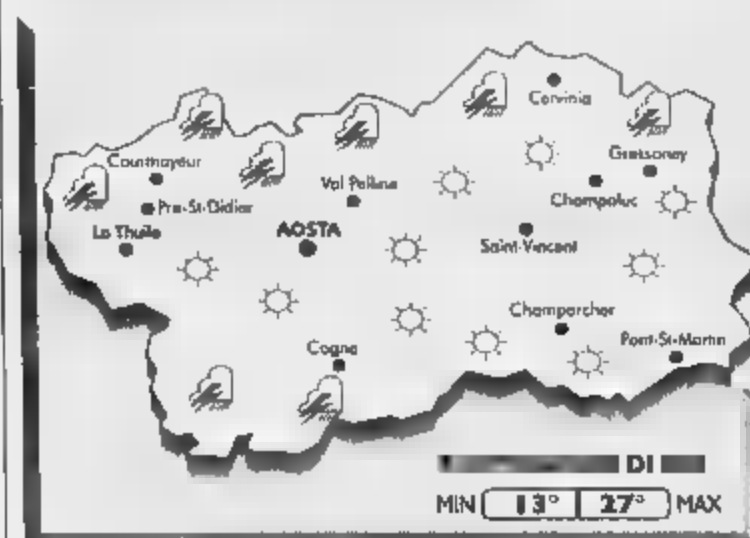 Cervinia
Courmayeur
Gressoney
Val Pelline
Champoluc
Pre-St-Didier
La Thuile
AOSTA
Saint-Vincent
Champorcher
Pont-St-Martin
Cogne
DI
MIN 13° 27° MAX